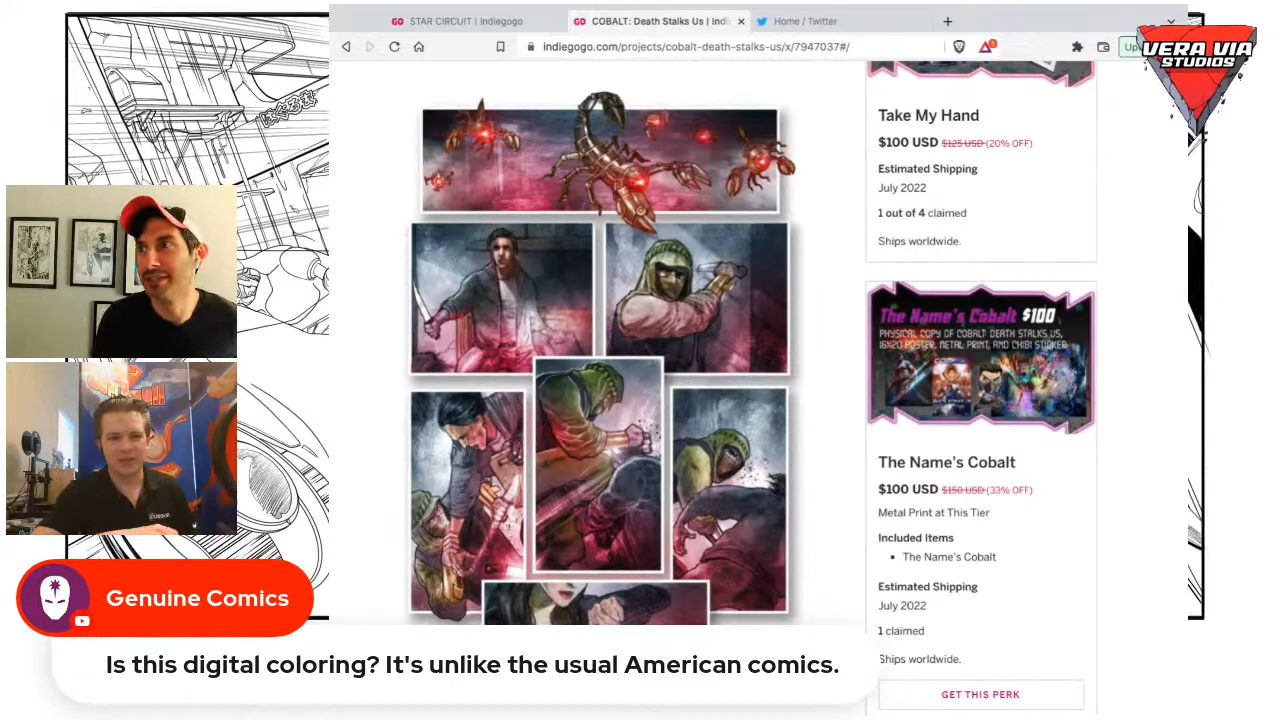 GO STAR CIRCUIT | Indiegogo
GO COBALT: Death Stalks Us | Indi
Home / Twitter
indiegogo.com/projects/cobalt-death-stalks-us/x/7947037#/
VERA VIA
STUDIOS
Take My Hand
$100 USD $125 USD (20% OFF)
Estimated Shipping
July 2022
1 out of 4 claimed
Ships worldwide.
The Name's Cobalt $100
PHYSICAL COPY OF COBALT: DEATH STALKS US,
16X20 POSTER, METAL PRINT, AND CHIBI STICKER
The Name's Cobalt
$100 USD $150 USD (33% OFF)
Metal Print at This Tier
Included Items
The Name's Cobalt
Estimated Shipping
July 2022
1 claimed
Ships worldwide.
GET THIS PERK
Genuine Comics
Is this digital coloring? It's unlike the usual American comics.